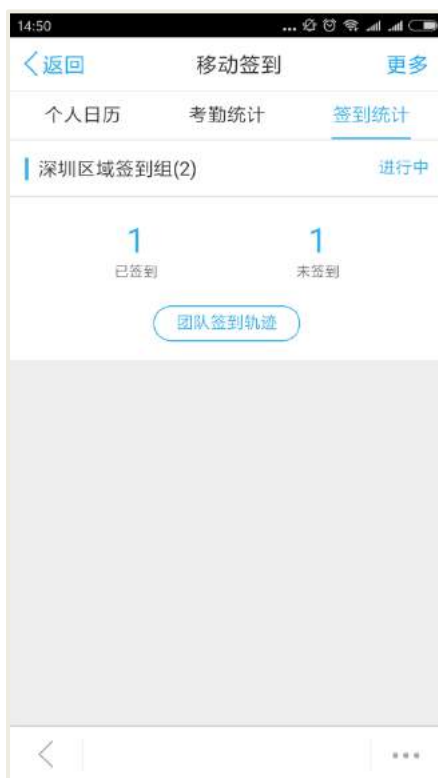 14:50
返回 移动签到 更多
个人日历 考勤统计 签到统计
深圳区域签到组(2) 进行中
1 1
已签到 未签到
团队签到轨迹